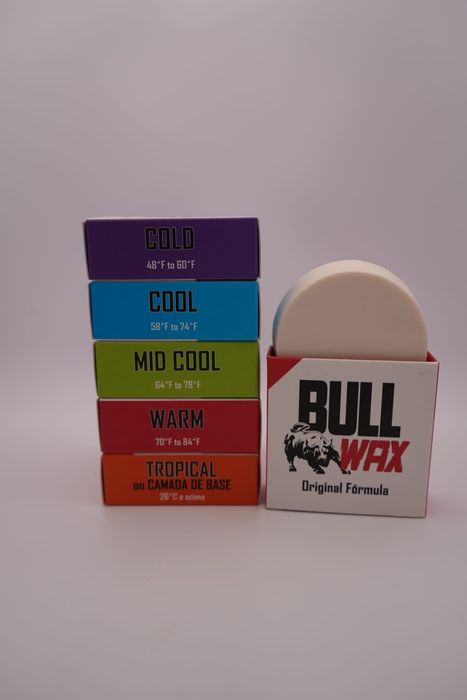 COLD
48°F to 60°F
COOL
58°F to 74°F
MID COOL
64°F to 78°F
WARM
70°F to 84°F
TROPICAL
ou CAMADA DE BASE
26°C e acima
BULL
WAX
Original Fórmula